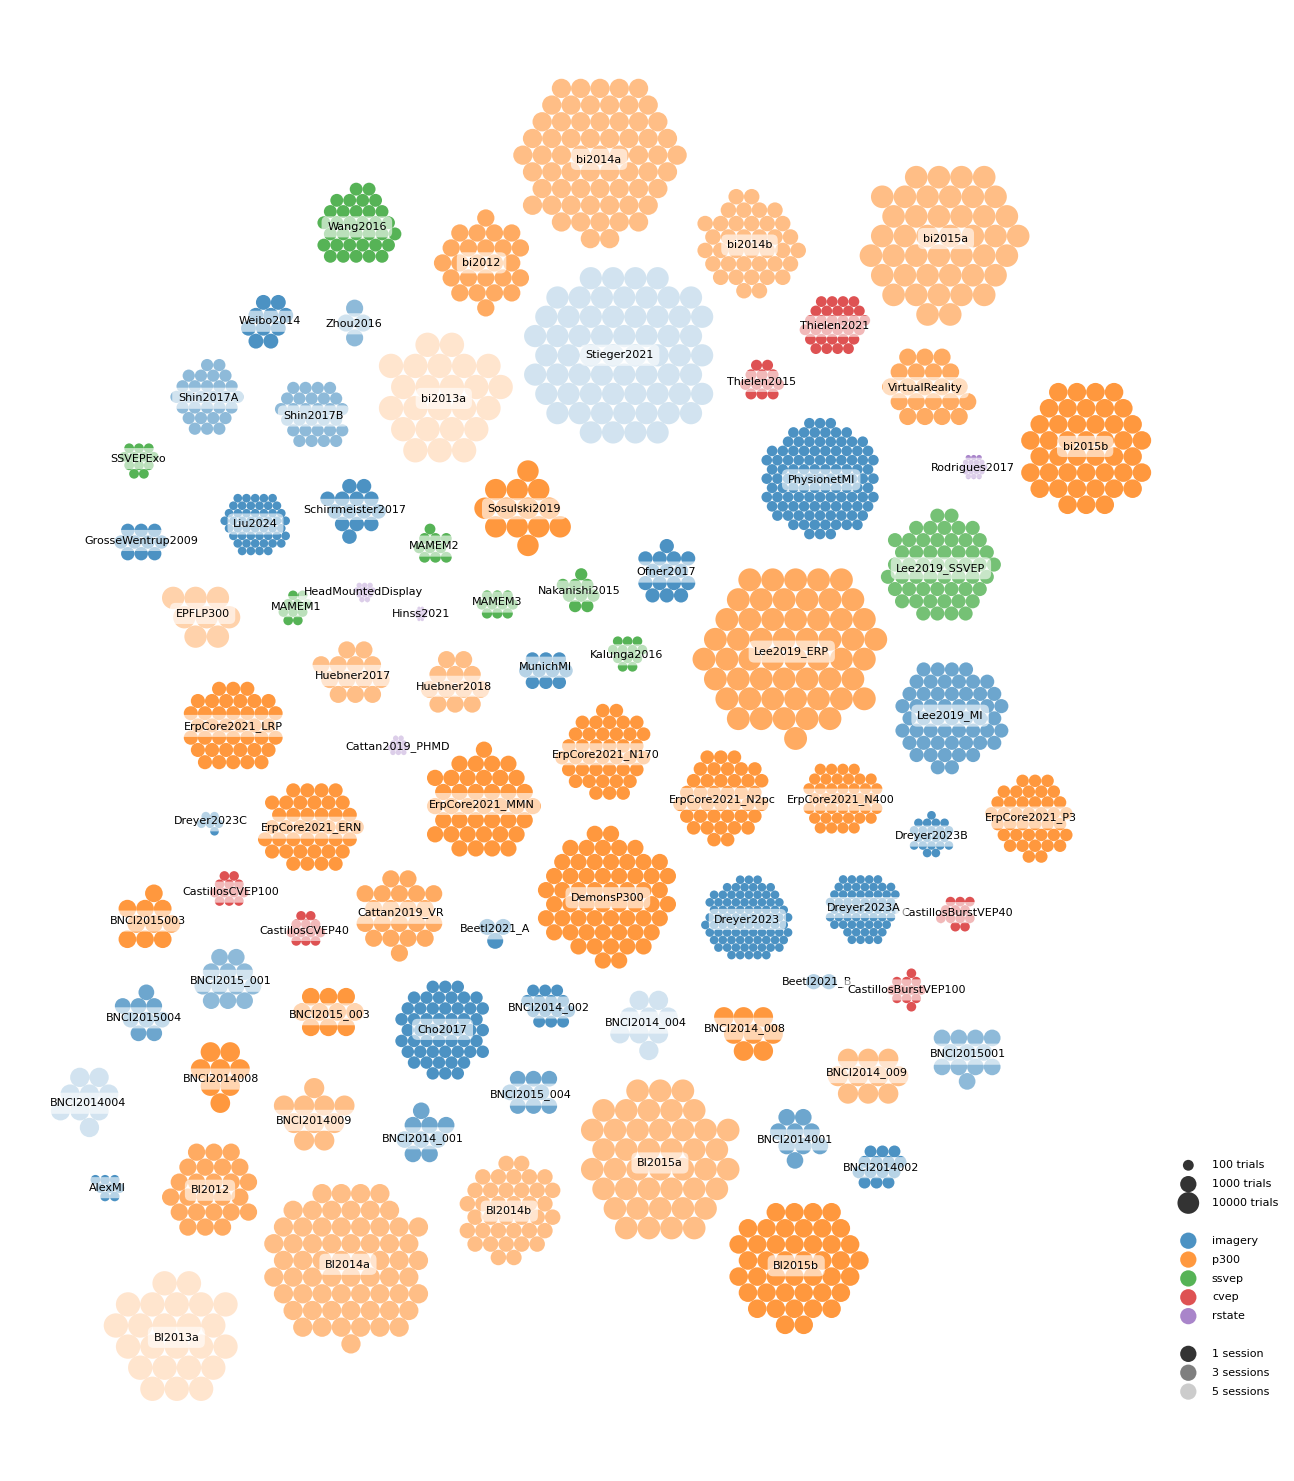 bi2014a
Wang2016
bi2015a
bi2014b
bi2012
Weibo2014
Zhou2016
Thielen2021
Stieger2021
Thielen2015
VirtualReality
Shin2017A
bi2013a
Shin2017B
bi2015b
SSVEPExo
Rodrigues2017
PhysionetMI
Schirrmeister2017
Sosulski2019
Liu2024
GrosseWentrup2009
MAMEM2
Lee2019_SSVEP
Ofner2017
HeadMountedDisplay
Nakanishi2015
MAMEM3
MAMEM1
EPFLP300
Hinss2021
Lee2019_ERP
Kalunga2016
MunichMI
Huebner2017
Huebner2018
Lee2019_MI
ErpCore2021_LRP
Cattan2019_PHMD
ErpCore2021_N170
ErpCore2021_N2pc
ErpCore2021_N400
ErpCore2021_MMN
ErpCore2021_P3
Dreyer2023C
ErpCore2021_ERN
Dreyer2023B
CastillosCVEP100
DemonsP300
Dreyer2023A
Cattan2019_VR
CastillosBurstVEP40
BNCI2015003
Dreyer2023
Beetl2021_A
CastillosCVEP40
BNCI2015_001
Beetl2021_B
CastillosBurstVEP100
BNCI2014_002
BNCI2015_003
BNCI2015004
BNCI2014_004
BNCI2014_008
Cho2017
BNCI2015001
BNCI2014_009
BNCI2014008
BNCI2015_004
BNCI2014004
BNCI2014009
BNCI2014_001
BNCI2014001
BI2015a
BNCI2014002
AlexMI
BI2012
BI2014b
BI2014a
BI2015b
BI2013a
100 trials
1000 trials
10000 trials
imagery
p300
ssvep
cvep
rstate
1 session
3 sessions
5 sessions